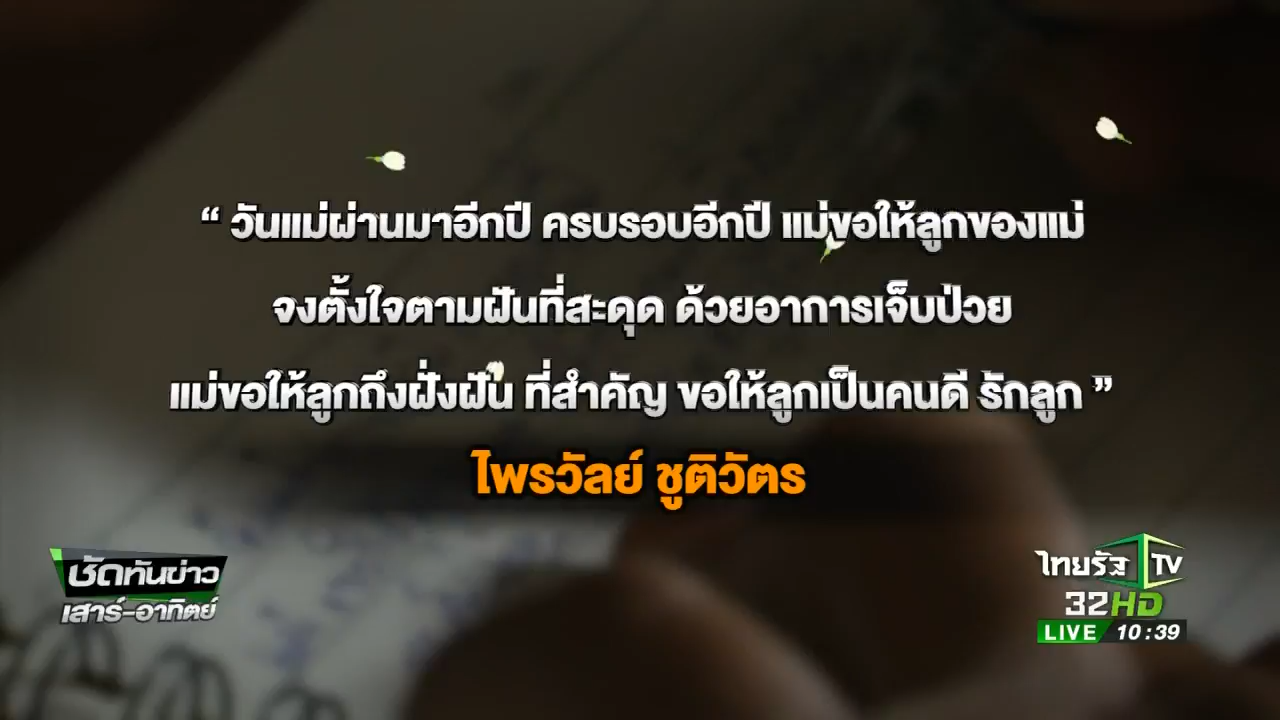 “ วันแม่ผ่านมาอีกปี ครบรอบอีกปี แม่ขอให้ลูกของแม่
จงตั้งใจตามฝันที่สะดุด ด้วยอาการเจ็บป่วย
แม่ขอให้ลูกถึงฝั่งฝัน ที่สำคัญ ขอให้ลูกเป็นคนดี รักลูก ”
ไพรวัลย์ ชูติวัตร
ชัดทันข่าว
เสาร์-อาทิตย์
ไทยรัฐ TV
32HD
LIVE 10:39